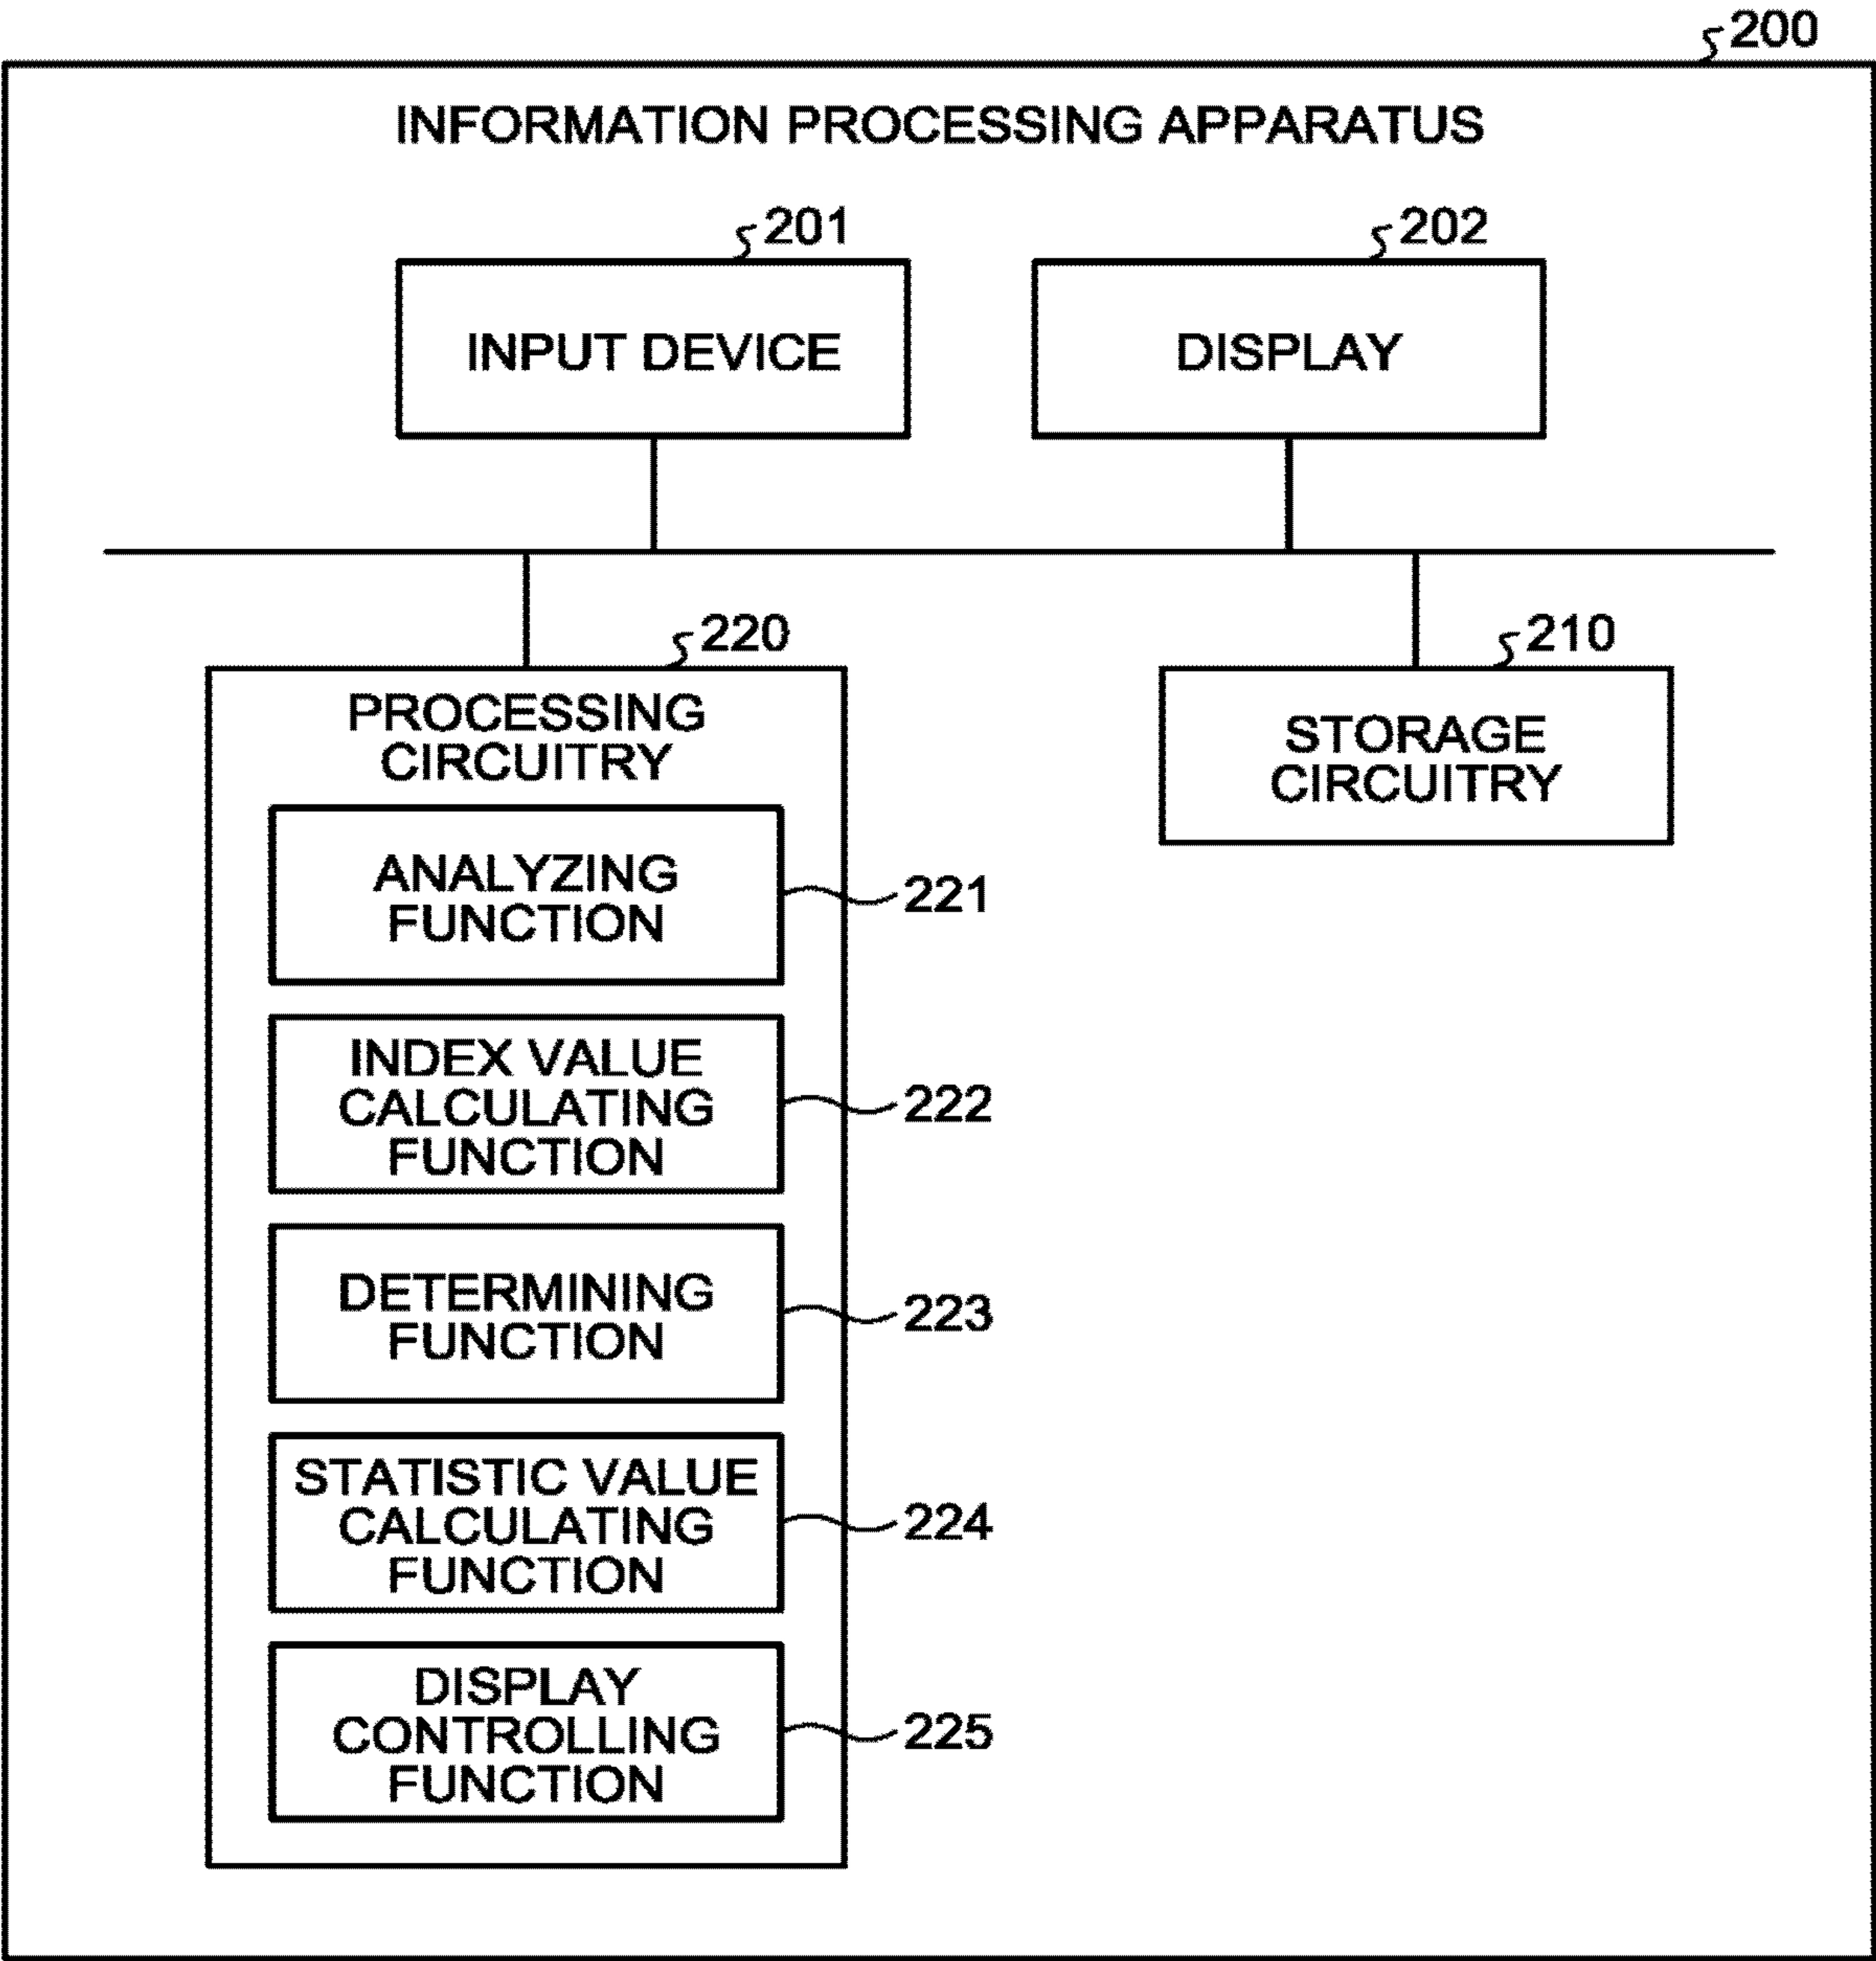 200
INFORMATION PROCESSING APPARATUS
201
202
INPUT DEVICE
DISPLAY
220
210
PROCESSING
CIRCUITRY
STORAGE
CIRCUITRY
ANALYZING
FUNCTION
221
INDEX VALUE
CALCULATING
FUNCTION
222
DETERMINING
FUNCTION
223
STATISTIC VALUE
CALCULATING
FUNCTION
224
DISPLAY
CONTROLLING
FUNCTION
225